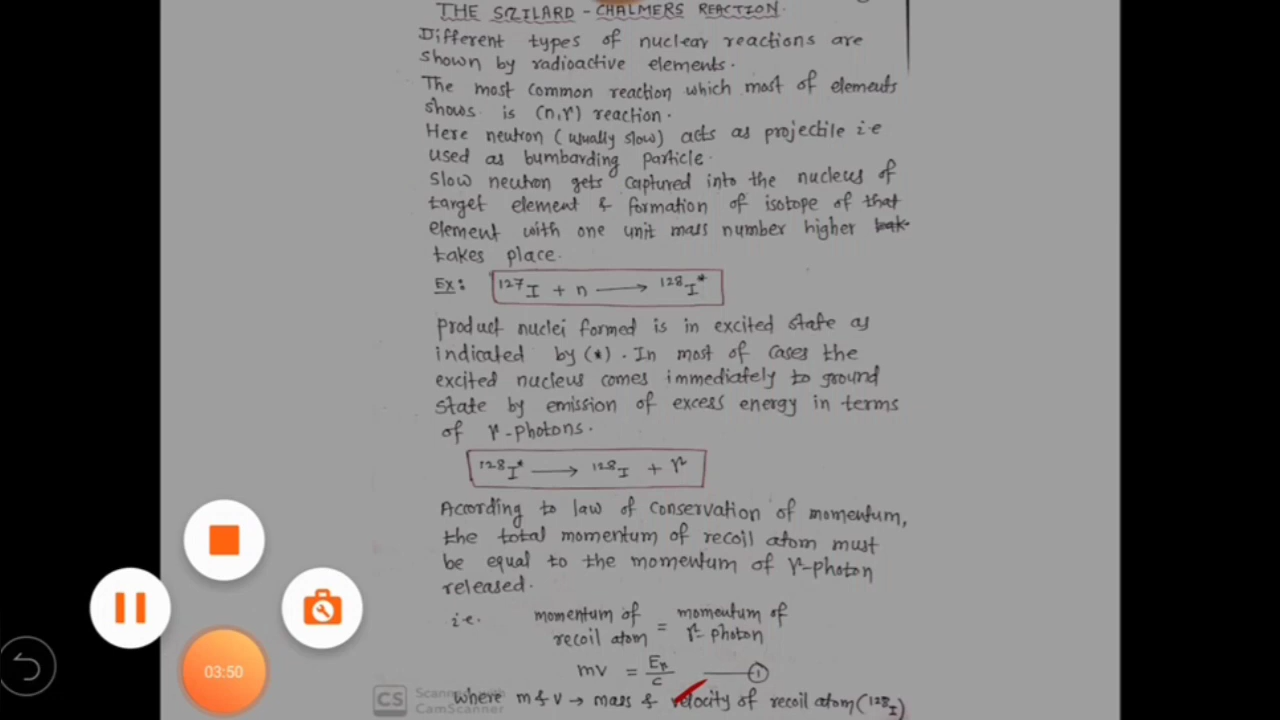 THE SZILARD - CHALMERS REACTION.
Different types of nuclear reactions are
shown by radioactive elements.
The most common reaction which most of elements
shows is (n,r) reaction.
Here neutron (usually slow) acts as projectile i.e
used as bumbarding particle.
Slow neutron gets captured into the nucleus of
target element & formation of isotope of that
element with one unit mass number higher
takes place.
Ex: ¹²⁷I + n ⟶ ¹²⁸I*
Product nuclei formed is in excited state as
indicated by (*). In most of cases the
excited nucleus comes immediately to ground
state by emission of excess energy in terms
of r-photons.
¹²⁸I* ⟶ ¹²⁸I + r
According to law of conservation of momentum,
the total momentum of recoil atom must
be equal to the momentum of r-photon
released.
i.e. momentum of recoil atom = momentum of r-photon
mv = Er/c — ①
where m & v → mass & velocity of recoil atom (¹²⁸I)
CS Scanned with
CamScanner
03:50